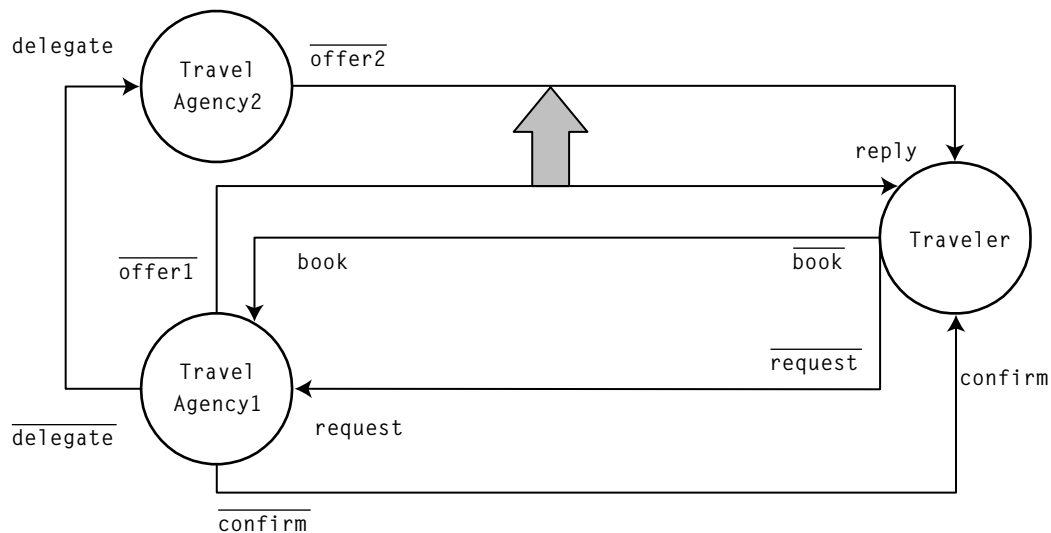 delegate
offer2
Travel
Agency2
reply
Traveler
offer1
book
book
request
confirm
Travel
Agency1
request
delegate
confirm